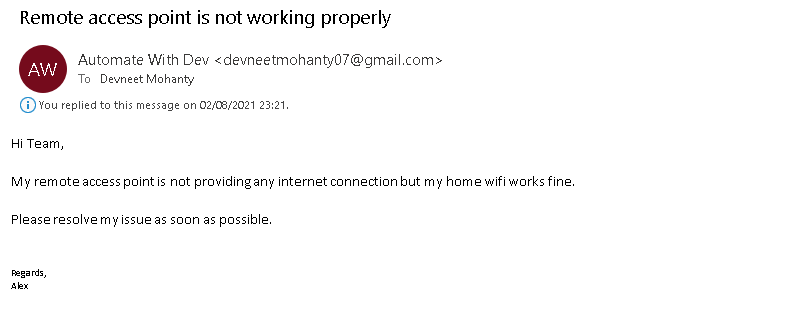 Remote access point is not working properly
AW
Automate With Dev <devneetmohanty07@gmail.com>
To Devneet Mohanty
You replied to this message on 02/08/2021 23:21.
Hi Team,
My remote access point is not providing any internet connection but my home wifi works fine.
Please resolve my issue as soon as possible.
Regards,
Alex